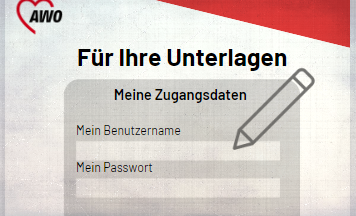 AWO
Für Ihre Unterlagen
Meine Zugangsdaten
Mein Benutzername
Mein Passwort